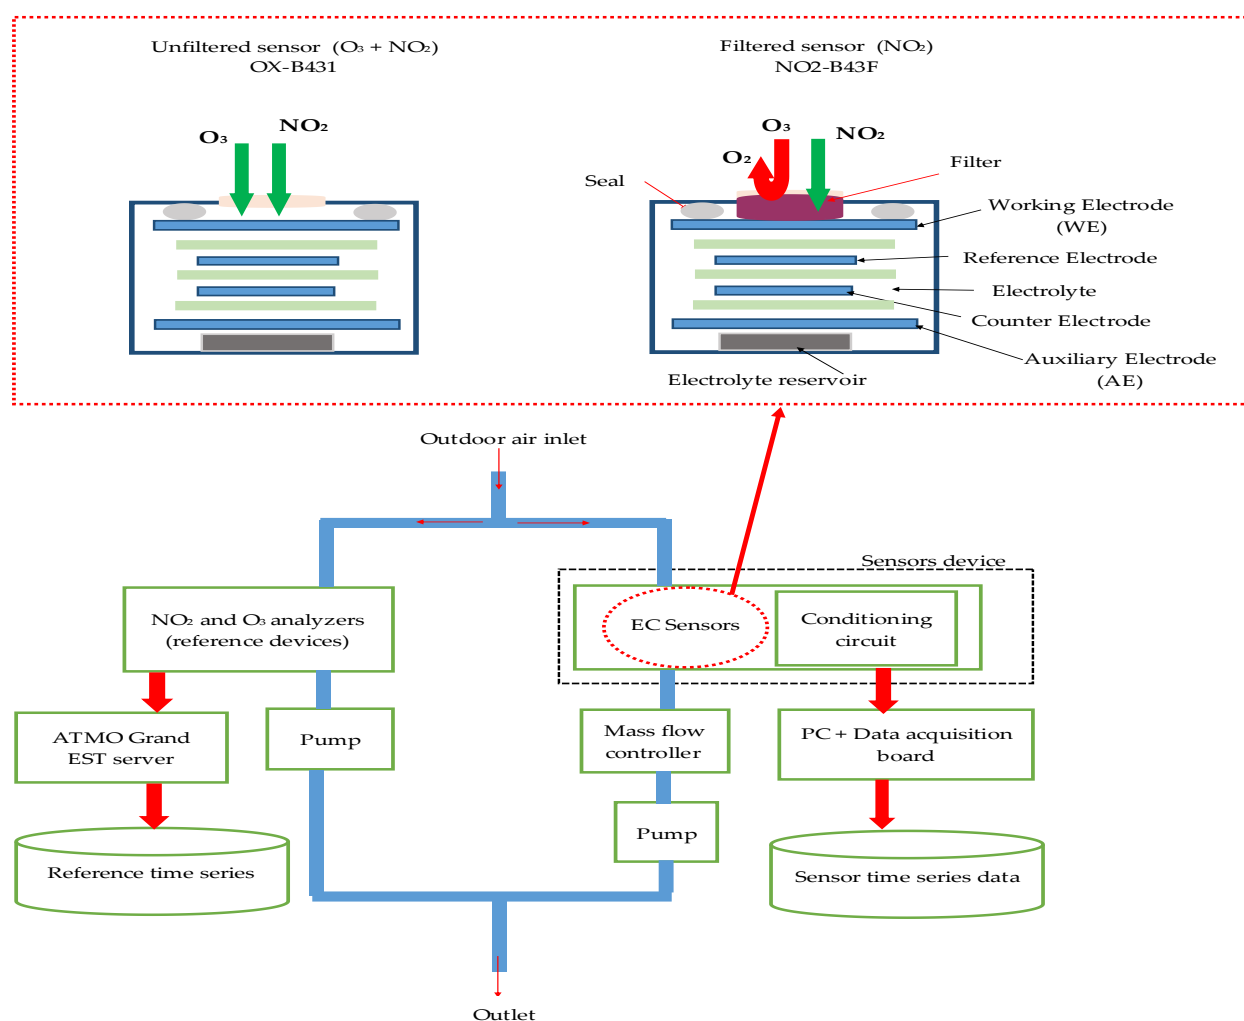 Unfiltered sensor (O₃ + NO₂)
OX-B431
Filtered sensor (NO₂)
NO2-B43F
O₃
NO₂
O₃
NO₂
O₂
Filter
Seal
Working Electrode
(WE)
Reference Electrode
Electrolyte
Counter Electrode
Auxiliary Electrode
(AE)
Electrolyte reservoir
Outdoor air inlet
Sensors device
NO₂ and O₃ analyzers
(reference devices)
EC Sensors
Conditioning
circuit
ATMO Grand
EST server
Pump
Mass flow
controller
PC + Data acquisition
board
Pump
Reference time series
Sensor time series data
Outlet